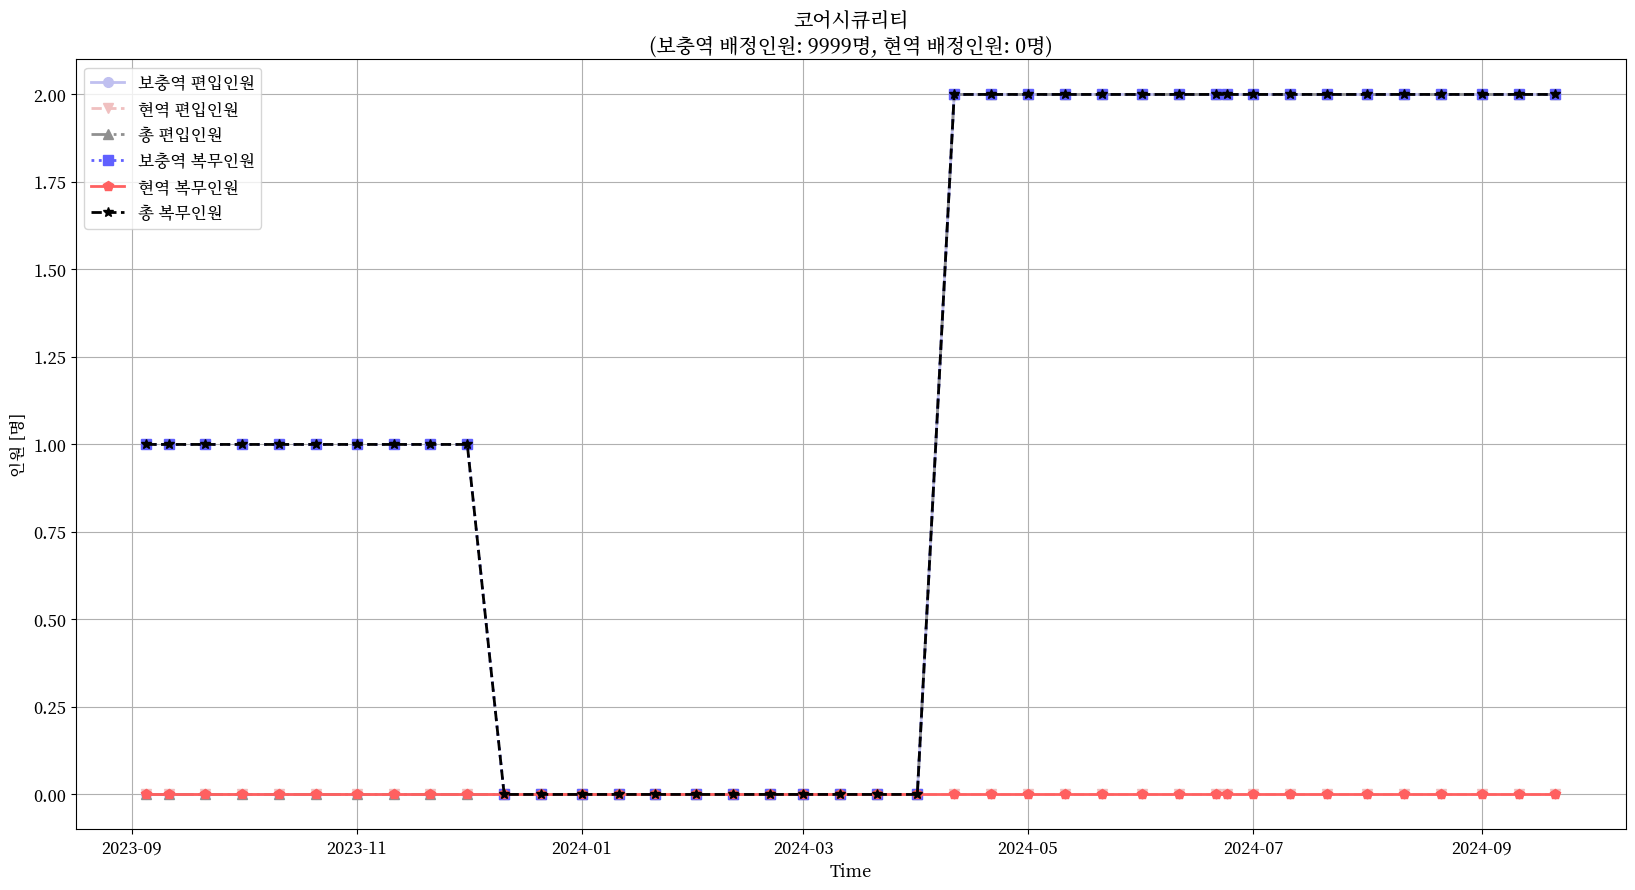 코어시큐리티
(보충역 배정인원: 9999명, 현역 배정인원: 0명)
보충역 편입인원
현역 편입인원
총 편입인원
보충역 복무인원
현역 복무인원
총 복무인원
2.00
1.75
1.50
1.25
1.00
0.75
0.50
0.25
0.00
인원 [명]
2023-09
2023-11
2024-01
2024-03
2024-05
2024-07
2024-09
Time